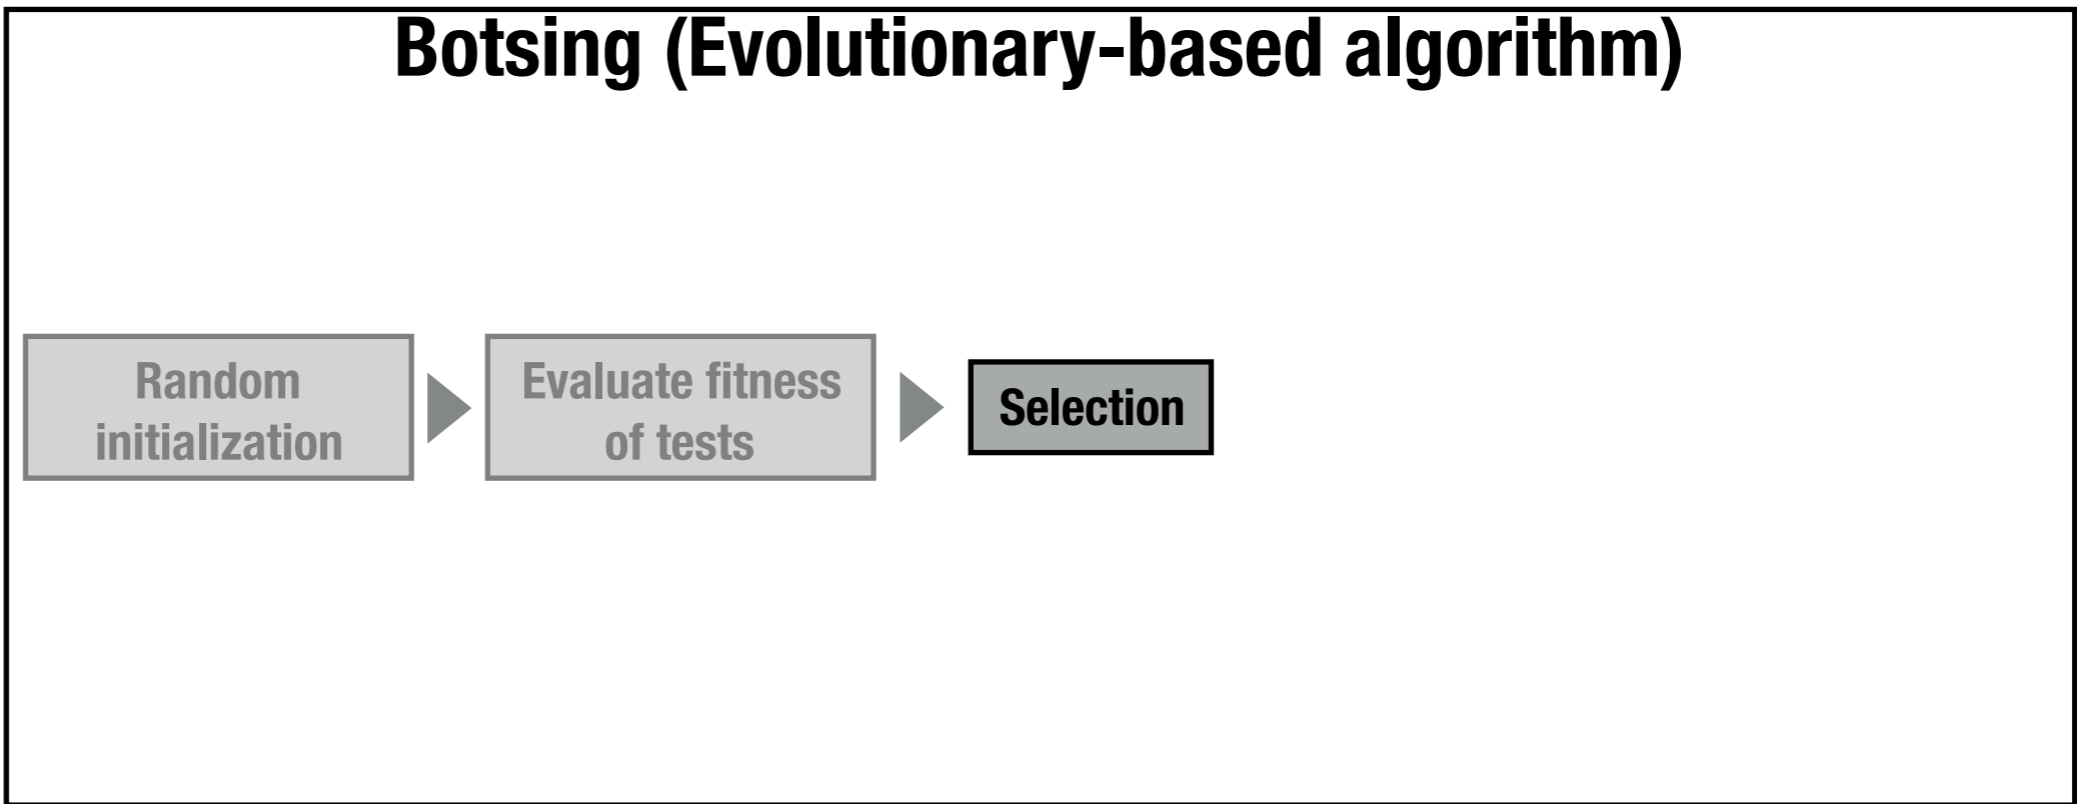 Botsing (Evolutionary-based algorithm)
Random
initialization
Evaluate fitness
of tests
Selection